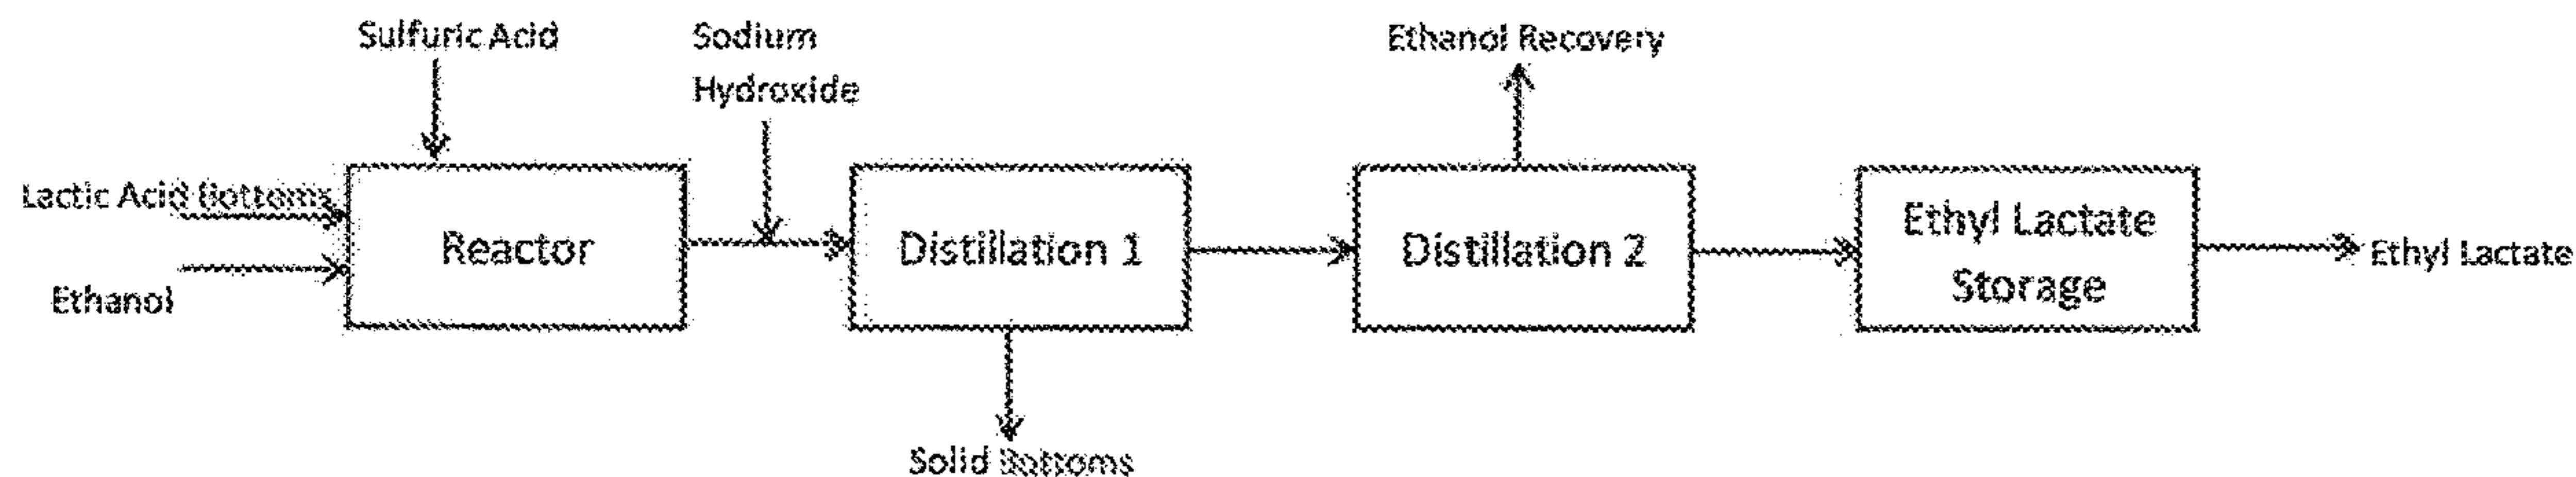 Sulfuric Acid
Sodium
Hydroxide
Ethanol Recovery
Lactic Acid Bottoms
Ethanol
Reactor
Distillation 1
Distillation 2
Ethyl Lactate
Storage
Ethyl Lactate
Solid Bottoms